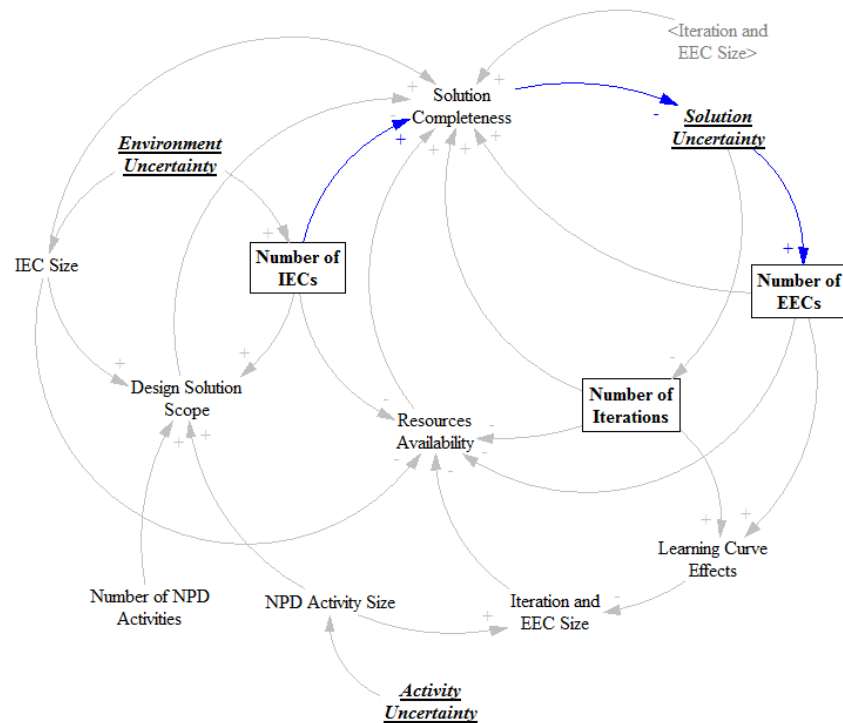 <Iteration and
EEC Size>
Solution
Completeness
Solution
Uncertainty
Environment
Uncertainty
IEC Size
Number of
IECs
Number of
EECs
Design Solution
Scope
Number of
Iterations
Resources
Availability
Learning Curve
Effects
Number of NPD
Activities
NPD Activity Size
Iteration and
EEC Size
Activity
Uncertainty